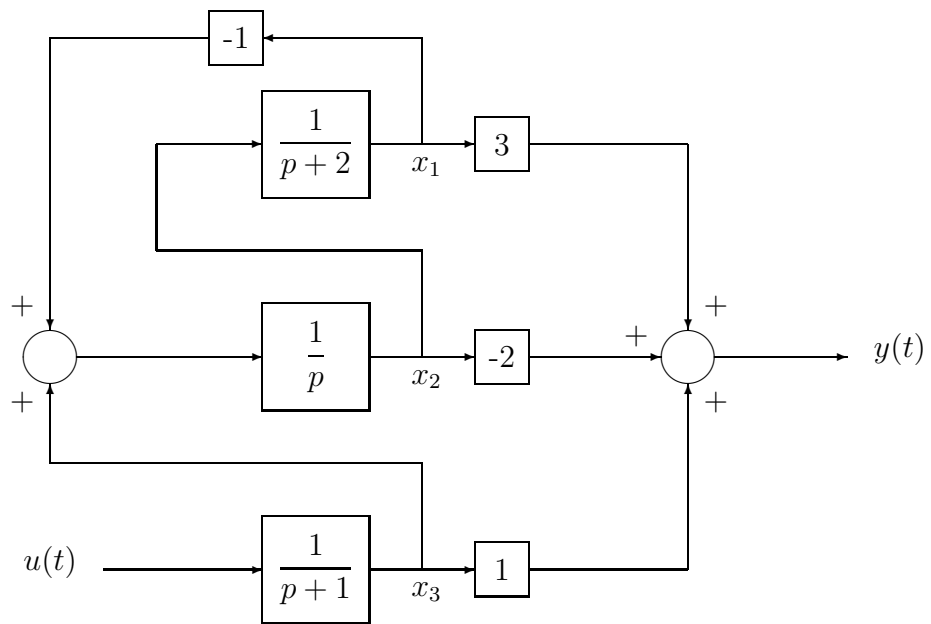 -1
1
p + 2
x₁
3
+
+
1
p
x₂
-2
+
y(t)
+
+
u(t)
1
p + 1
x₃
1